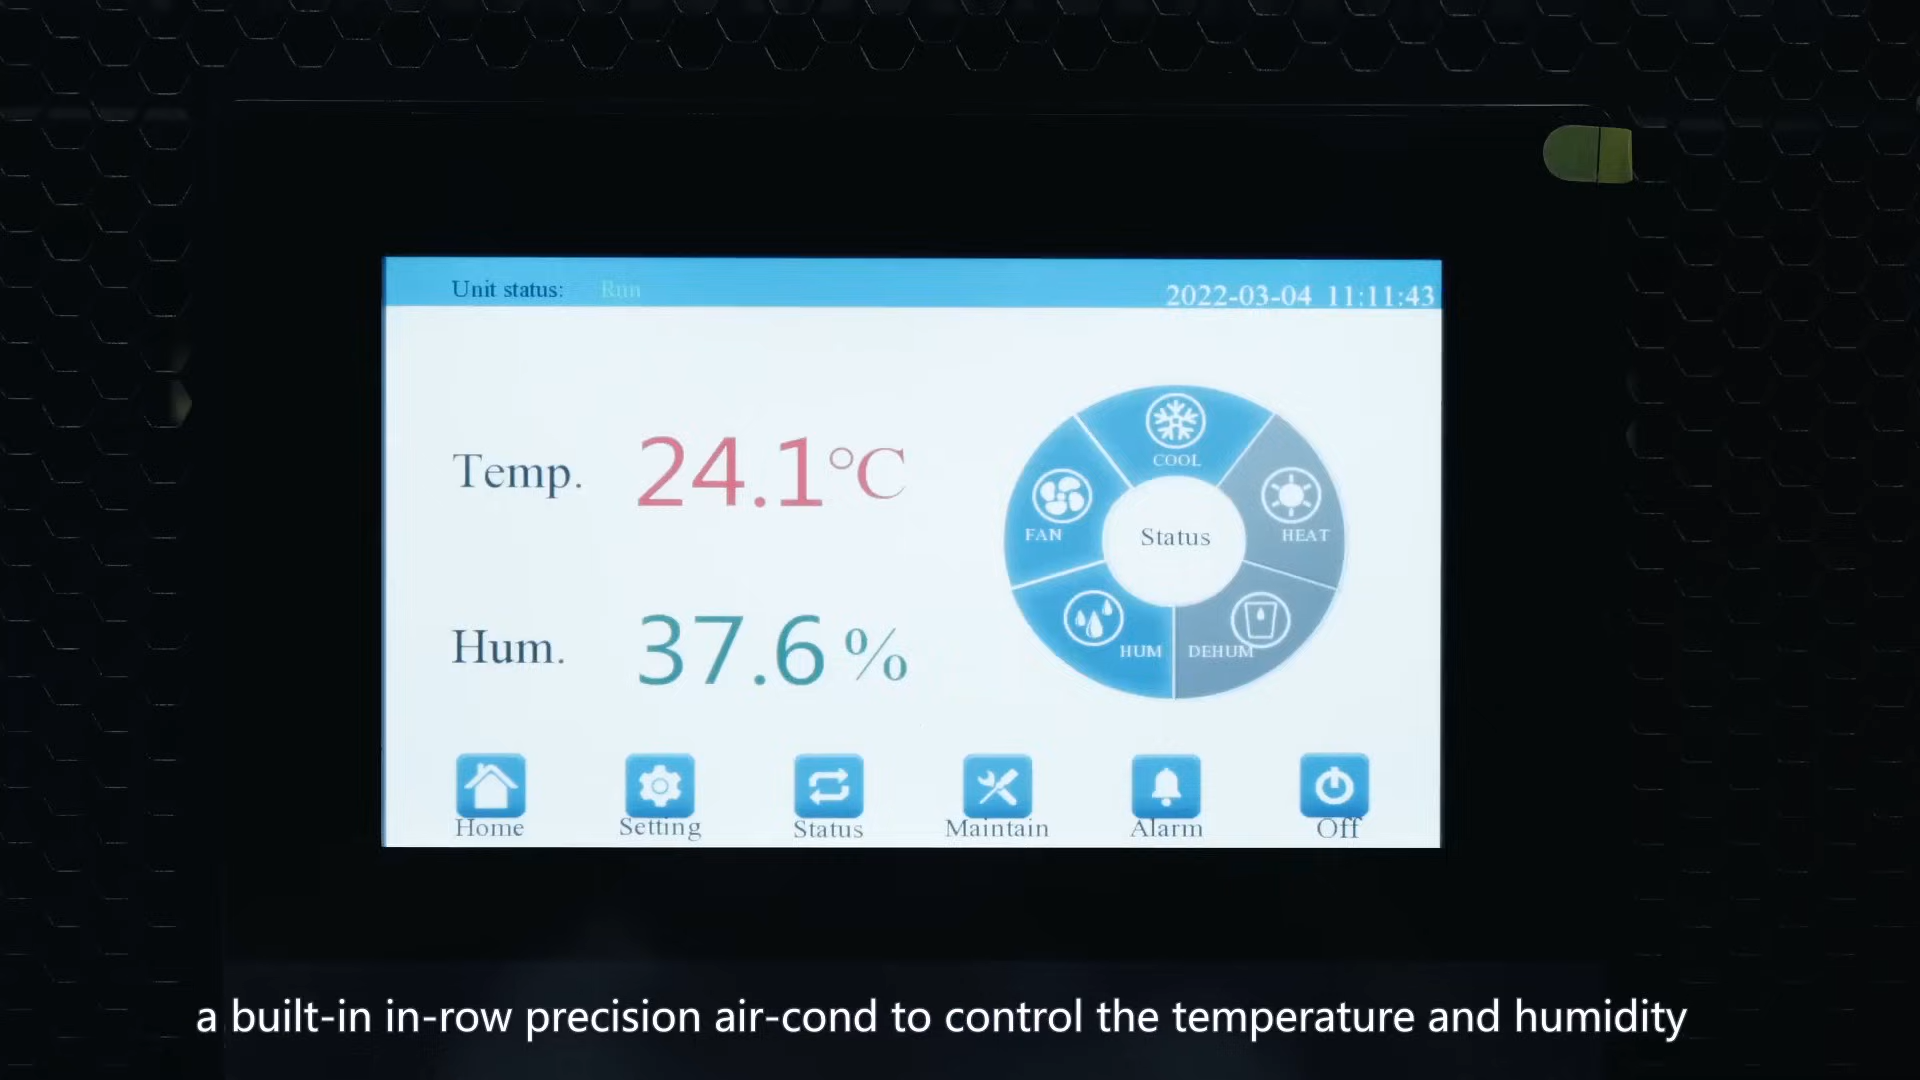 Unit status: Run
2022-03-04 11:11:43
Temp. 24.1°C
Hum. 37.6%
COOL
FAN
HEAT
Status
HUM
DEHUM
Home
Setting
Status
Maintain
Alarm
Off
a built-in in-row precision air-cond to control the temperature and humidity